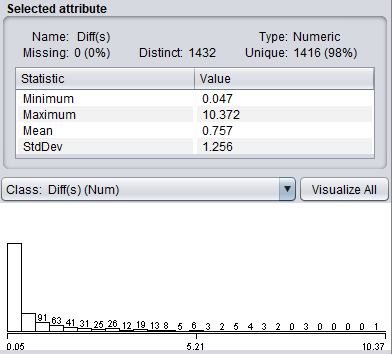 Selected attribute
Name: Diff(s) Type: Numeric
Missing: 0 (0%) Distinct: 1432 Unique: 1416 (98%)
Statistic Value
Minimum 0.047
Maximum 10.372
Mean 0.757
StdDev 1.256
Class: Diff(s) (Num) Visualize All
91 63 41 31 25 26 12 19 13 8 5 6 3 2 5 4 3 2 0 3 0 0 0 0 1
0.05 5.21 10.37